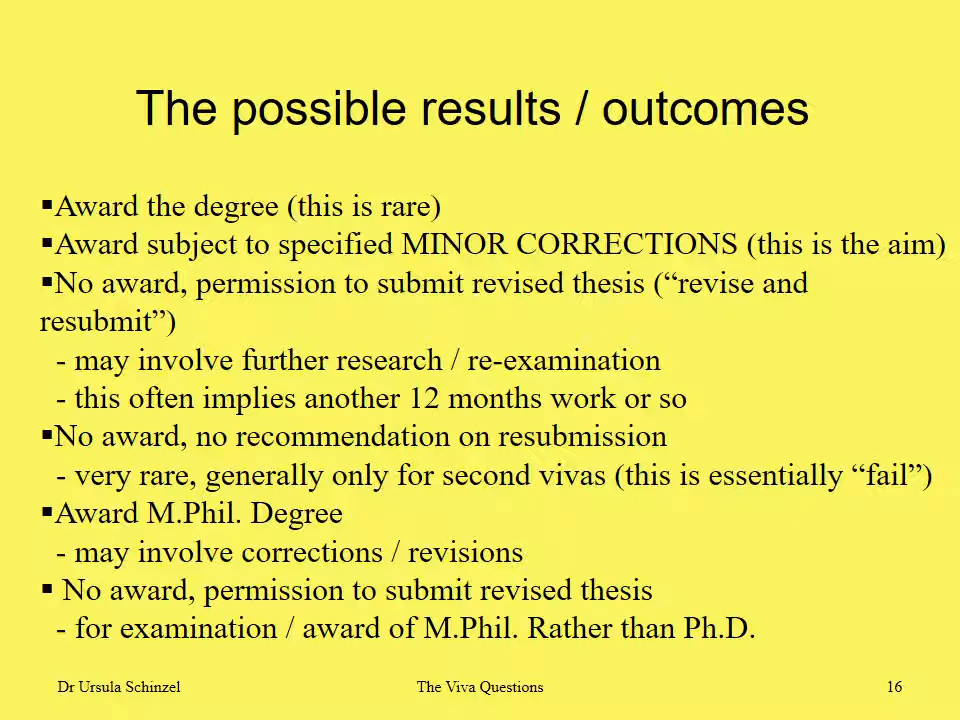 The possible results / outcomes
▪Award the degree (this is rare)
▪Award subject to specified MINOR CORRECTIONS (this is the aim)
▪No award, permission to submit revised thesis (“revise and
resubmit”)
- may involve further research / re-examination
- this often implies another 12 months work or so
▪No award, no recommendation on resubmission
- very rare, generally only for second vivas (this is essentially “fail”)
▪Award M.Phil. Degree
- may involve corrections / revisions
▪ No award, permission to submit revised thesis
- for examination / award of M.Phil. Rather than Ph.D.
Dr Ursula Schinzel The Viva Questions 16